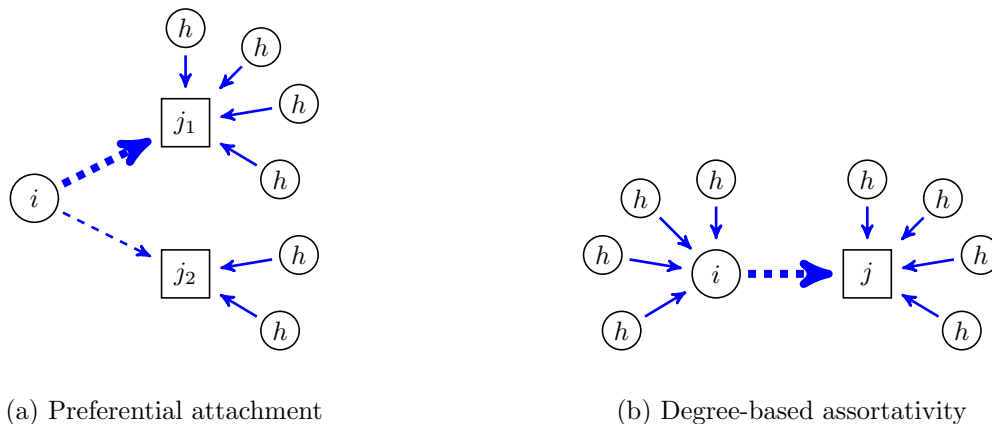 h
h
h
j₁
h
i
h
j₂
h
(a) Preferential attachment
h
h
h
h
i
h
h
h
j
h
h
(b) Degree-based assortativity